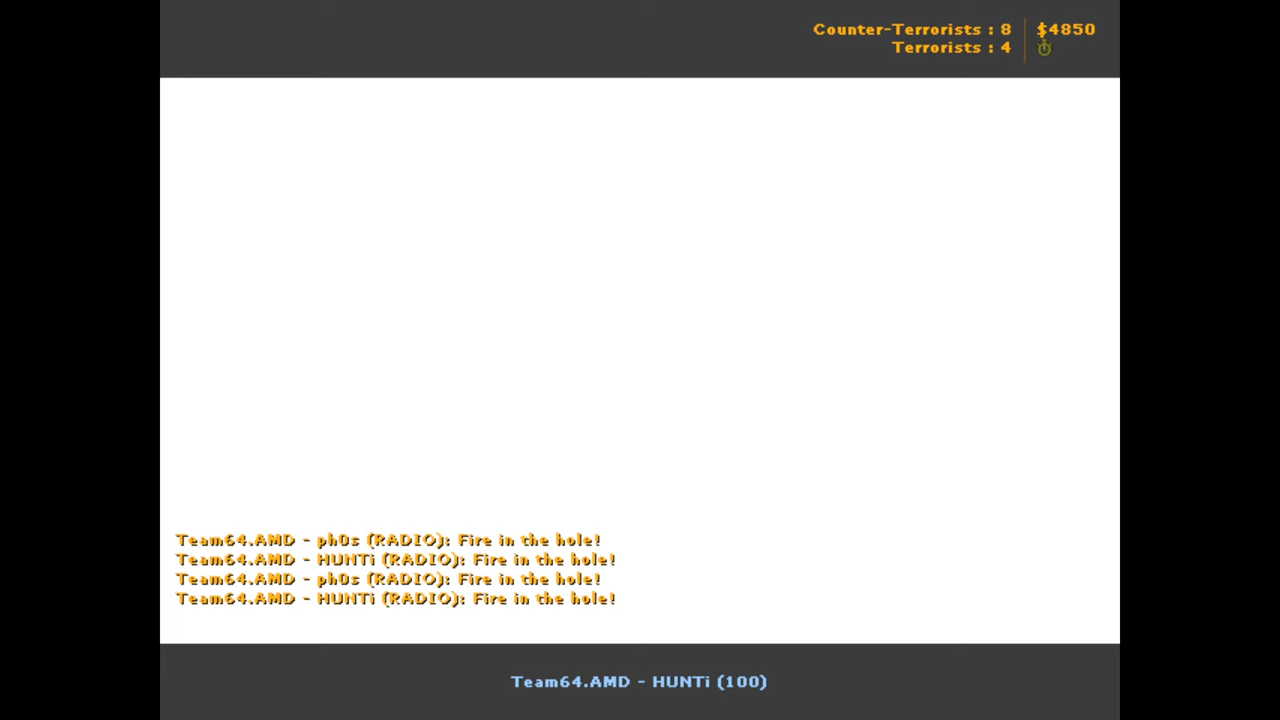 Counter-Terrorists : 8
$4850
Terrorists : 4
Team64.AMD - ph0s (RADIO): Fire in the hole!
Team64.AMD - HUNTi (RADIO): Fire in the hole!
Team64.AMD - ph0s (RADIO): Fire in the hole!
Team64.AMD - HUNTi (RADIO): Fire in the hole!
Team64.AMD - HUNTi (100)